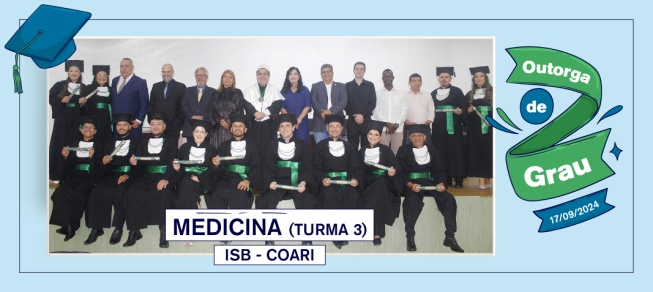 Outorga
de
Grau
17/09/2024
MEDICINA (TURMA 3)
ISB - COARI